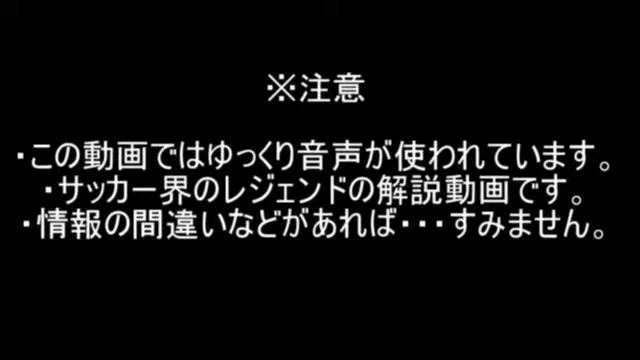 ※注意
・この動画ではゆっくり音声が使われています。
・サッカー界のレジェンドの解説動画です。
・情報の間違いなどがあれば・・・すみません。